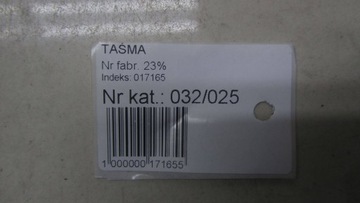 TAŚMA
Nr fabr. 23%
Indeks: 017165
Nr kat.: 032/025
1 000000 171655